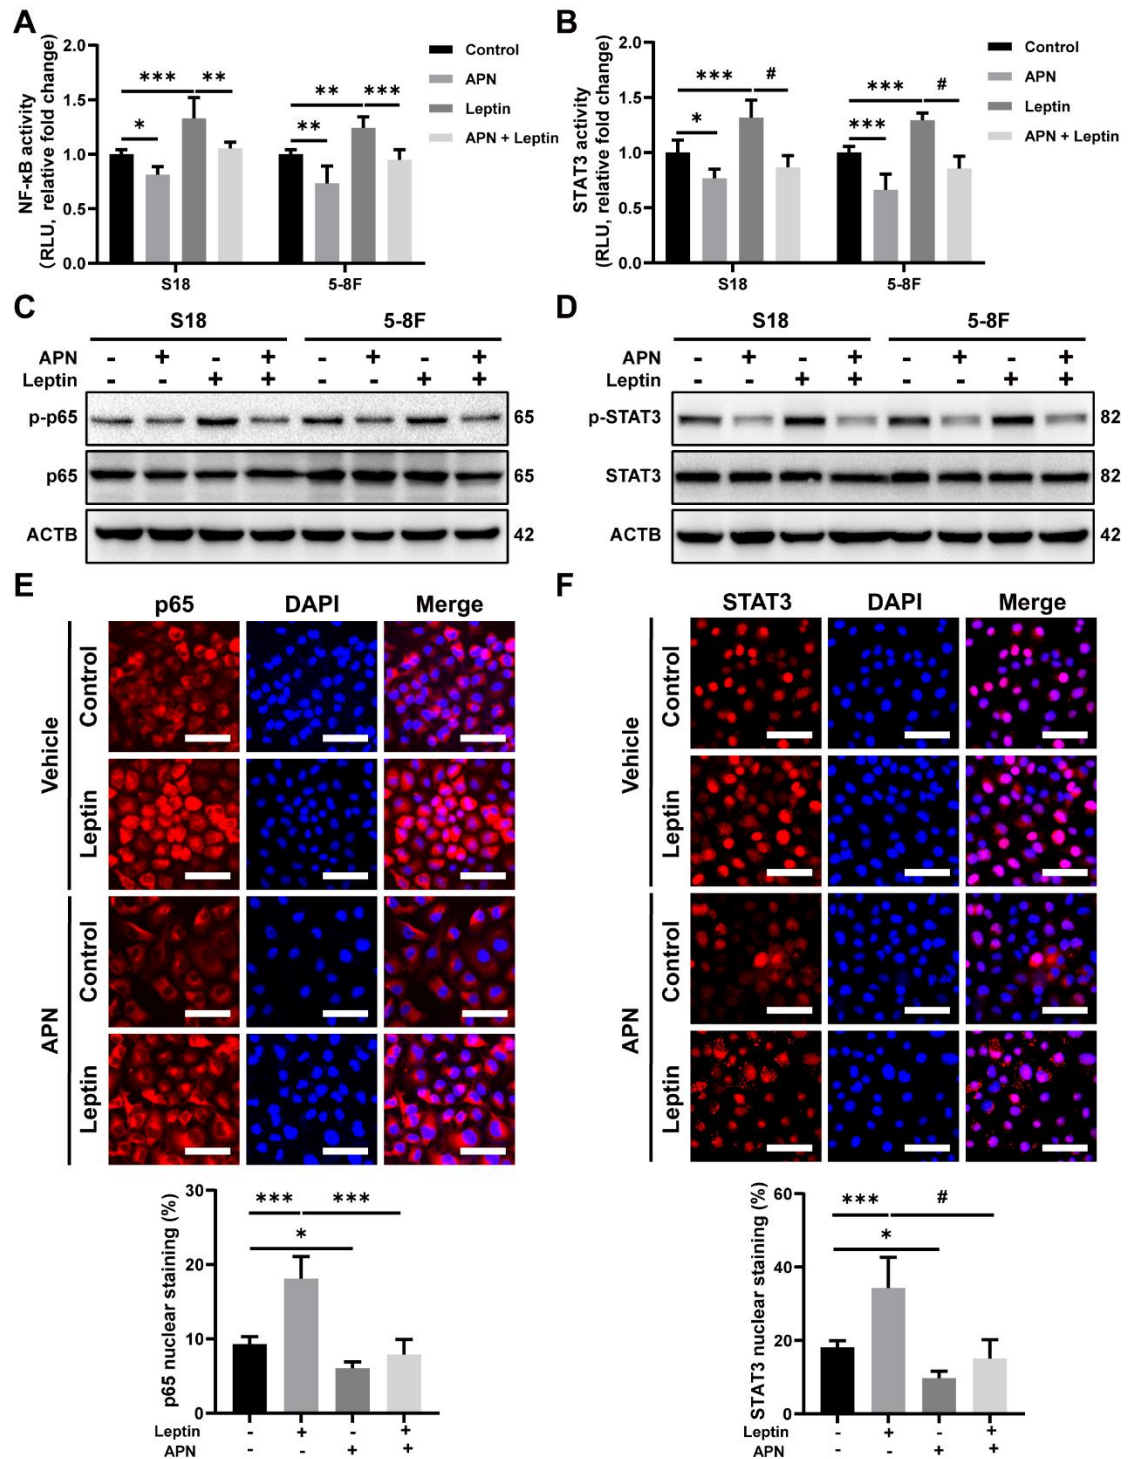 A
NF-κB activity
(RLU, relative fold change)
2.0
1.5
1.0
0.5
0.0
*** ** ** ***
* **
S18 5-8F
Control
APN
Leptin
APN + Leptin
B
STAT3 activity
(RLU, relative fold change)
2.0
1.5
1.0
0.5
0.0
*** # *** #
* ***
S18 5-8F
Control
APN
Leptin
APN + Leptin
C
S18 5-8F
APN - + - + - + - +
Leptin - - + + - - + +
p-p65 65
p65 65
ACTB 42
D
S18 5-8F
APN - + - + - + - +
Leptin - - + + - - + +
p-STAT3 82
STAT3 82
ACTB 42
E
p65 DAPI Merge
Vehicle
Control
Leptin
APN
Control
Leptin
p65 nuclear staining (%)
30
20
10
0
*** ***
*
Leptin - + - +
APN - - + +
F
STAT3 DAPI Merge
Vehicle
Control
Leptin
APN
Control
Leptin
STAT3 nuclear staining (%)
60
40
20
0
*** #
*
Leptin - + - +
APN - - + +